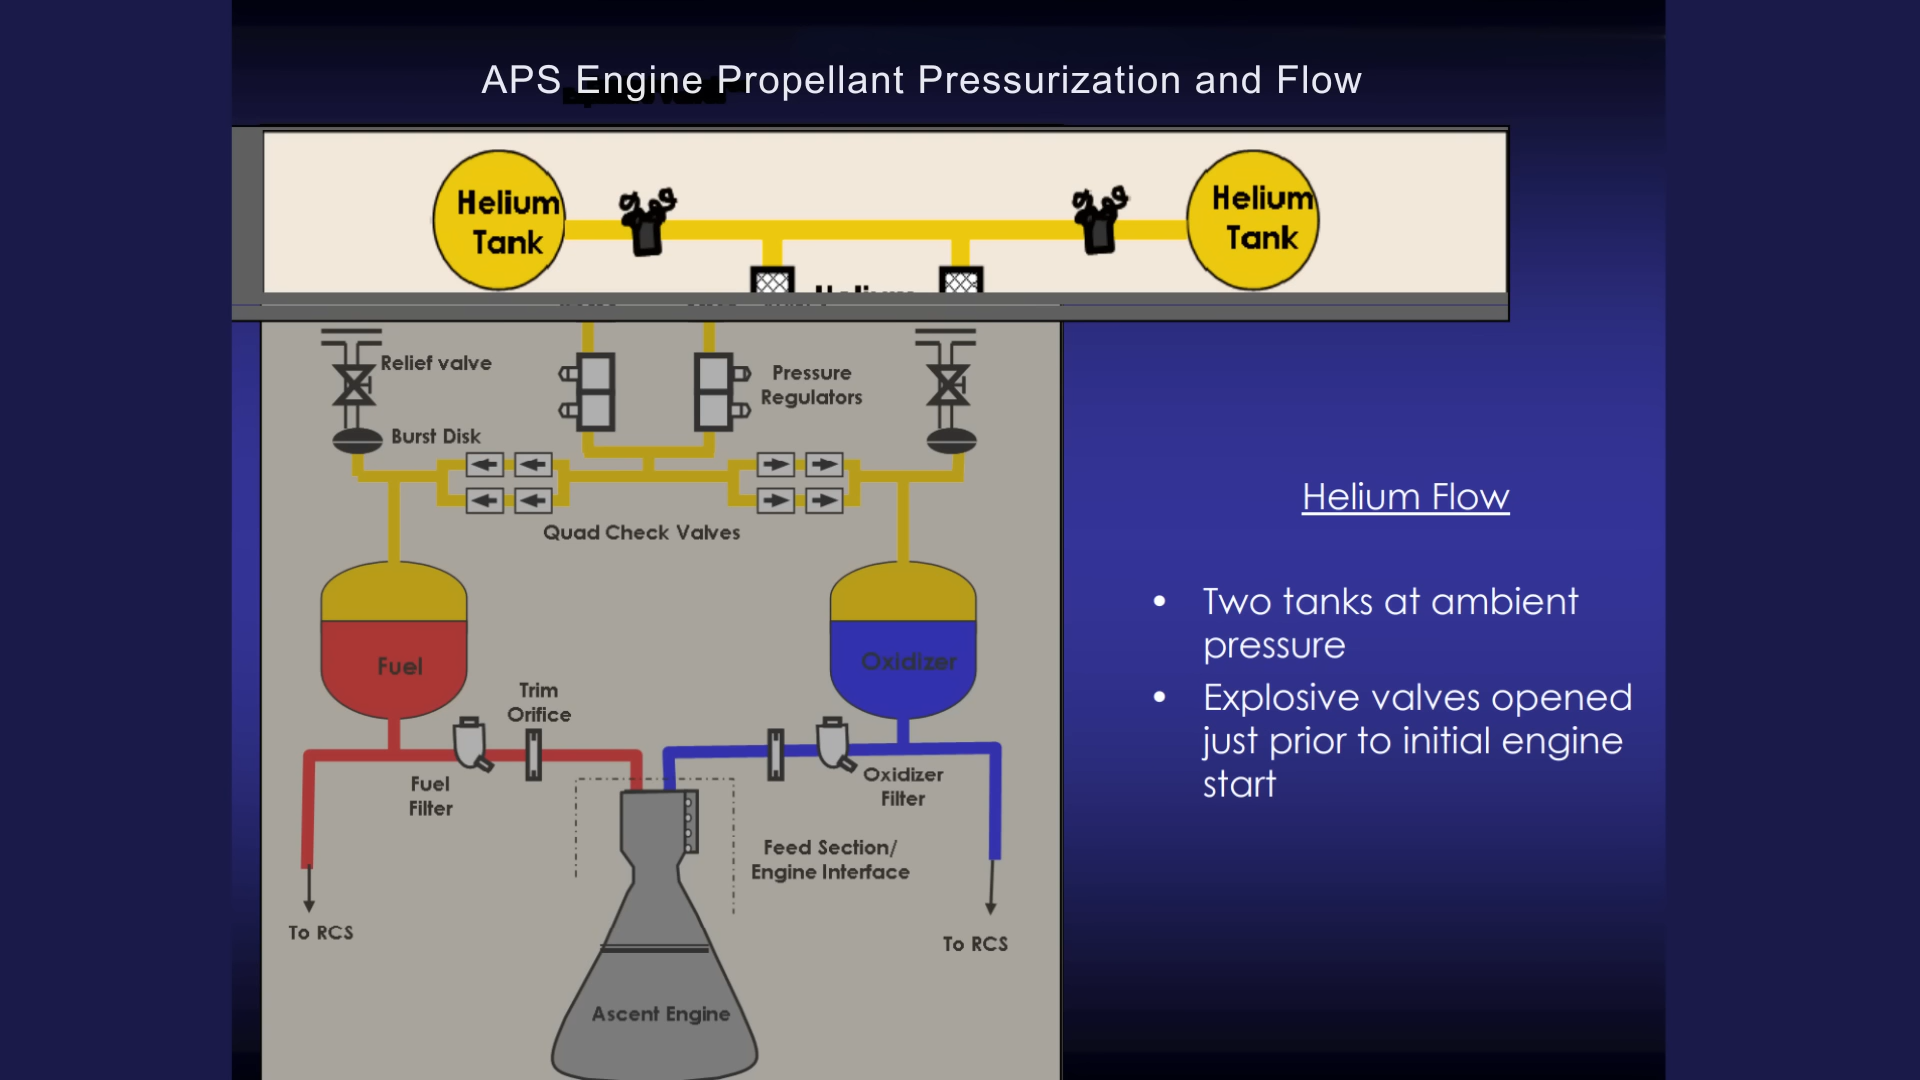 APS Engine Propellant Pressurization and Flow
Helium
Tank
Helium
Tank
Helium
Relief valve
Pressure
Regulators
Burst Disk
Quad Check Valves
Helium Flow
• Two tanks at ambient
pressure
• Explosive valves opened
just prior to initial engine
start
Fuel
Oxidizer
Trim
Orifice
Fuel
Filter
Oxidizer
Filter
Feed Section/
Engine Interface
To RCS
To RCS
Ascent Engine